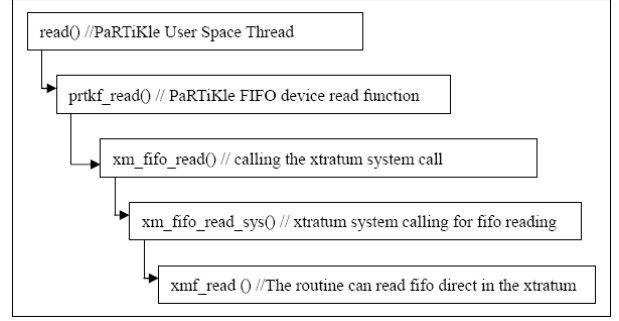 read() //PaRTiKle User Space Thread
prtkf_read() // PaRTiKle FIFO device read function
xm_fifo_read() // calling the xtratum system call
xm_fifo_read_sys() // xtratum system calling for fifo reading
xmf_read () //The routine can read fifo direct in the xtratum